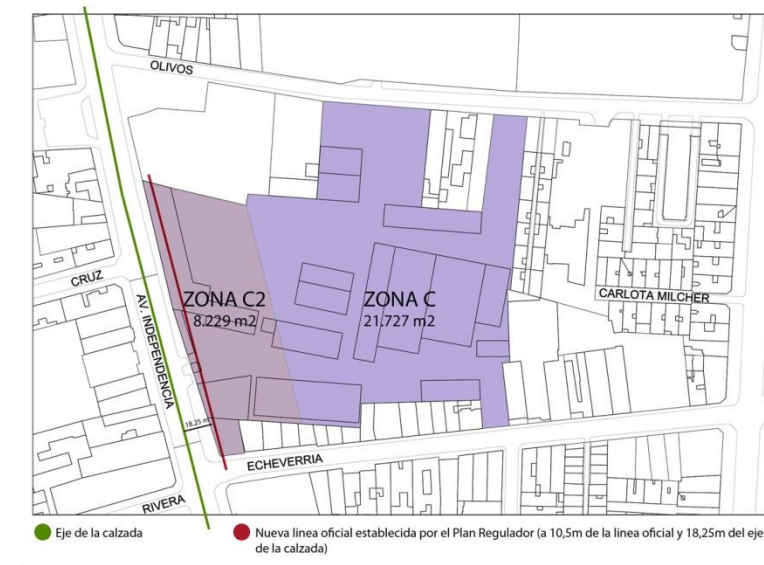 OLIVOS
CRUZ
AV. INDEPENDENCIA
ZONA C2
8.229 m2
ZONA C
21.727 m2
CARLOTA MILCHER
18,25 m
ECHEVERRIA
RIVERA
Eje de la calzada
Nueva linea oficial establecida por el Plan Regulador (a 10,5m de la linea oficial y 18,25m del eje
de la calzada)